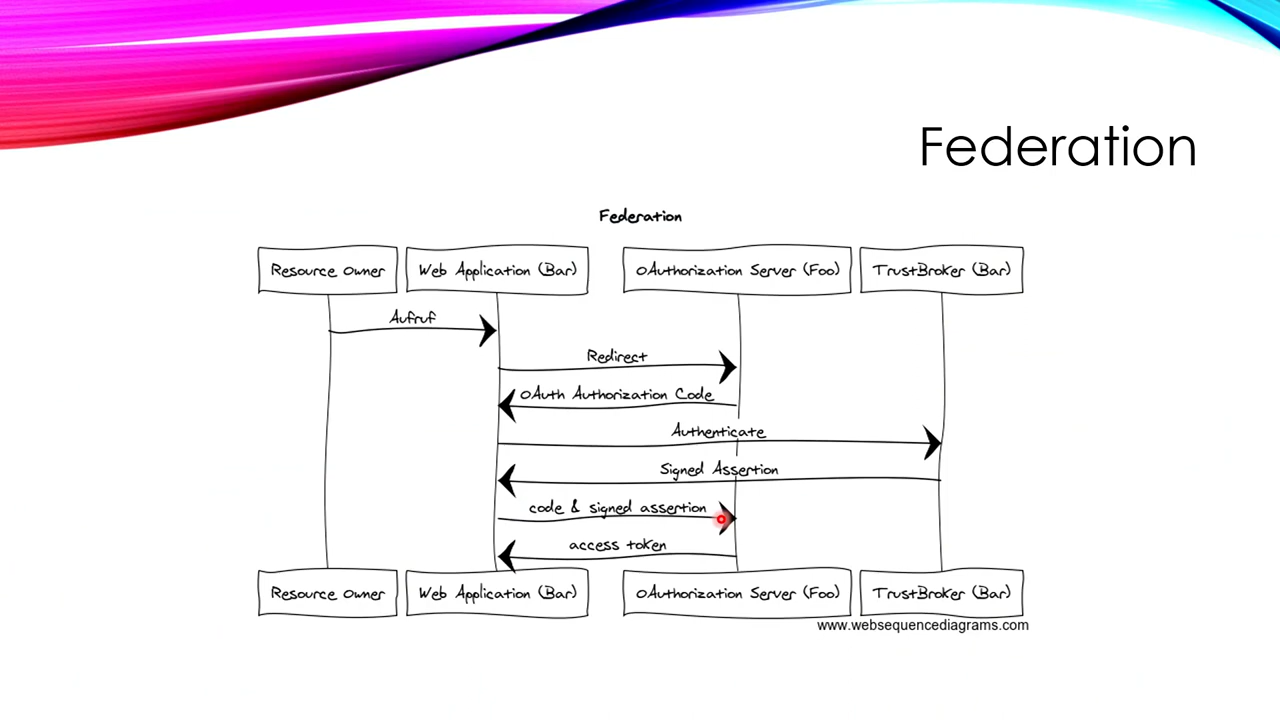 Federation
Federation
Resource Owner
Web Application (Bar)
OAuthorization Server (Foo)
TrustBroker (Bar)
Aufruf
Redirect
OAuth Authorization Code
Authenticate
Signed Assertion
code & signed assertion
access token
Resource Owner
Web Application (Bar)
OAuthorization Server (Foo)
TrustBroker (Bar)
www.websequencediagrams.com